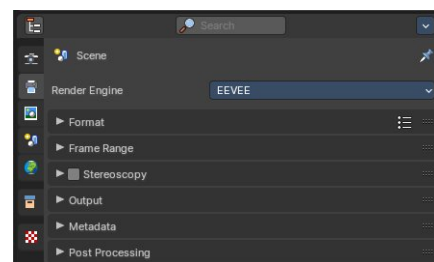 Search
Scene
Render Engine EEVEE
Format
Frame Range
Stereoscopy
Output
Metadata
Post Processing